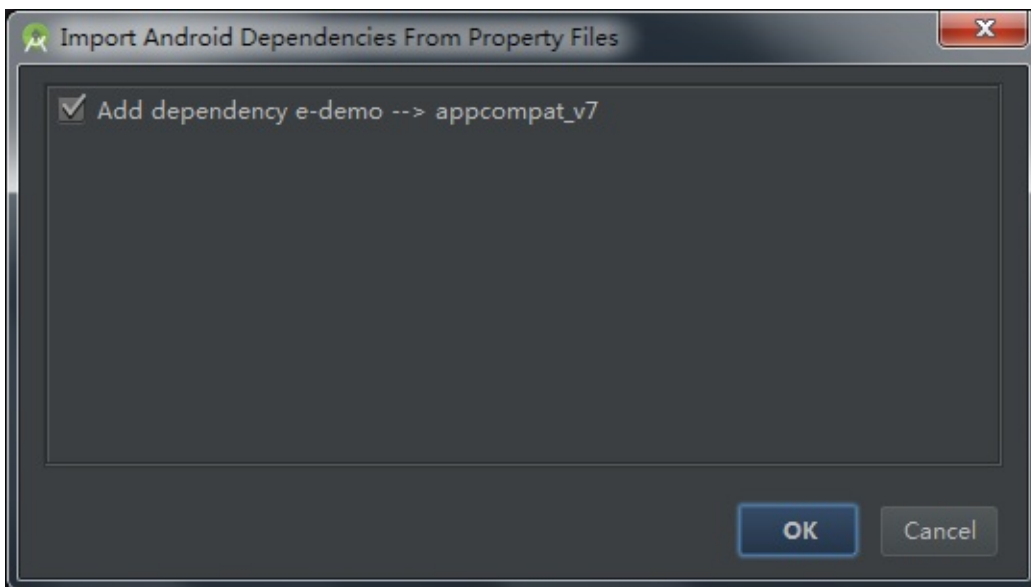 Import Android Dependencies From Property Files
Add dependency e-demo --> appcompat_v7
OK
Cancel